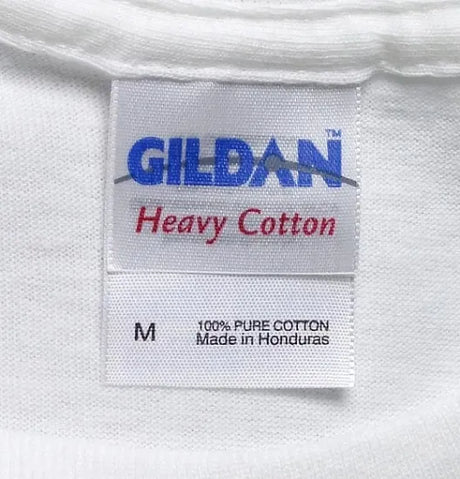 GILDAN™
Heavy Cotton
M
100% PURE COTTON
Made in Honduras